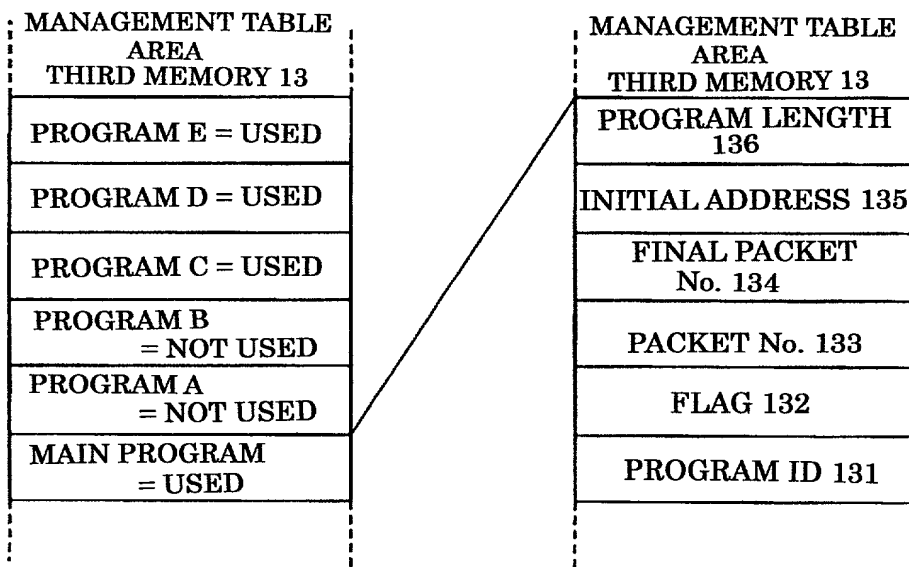 MANAGEMENT TABLE
AREA
THIRD MEMORY 13
PROGRAM E = USED
PROGRAM D = USED
PROGRAM C = USED
PROGRAM B
= NOT USED
PROGRAM A
= NOT USED
MAIN PROGRAM
= USED
MANAGEMENT TABLE
AREA
THIRD MEMORY 13
PROGRAM LENGTH
136
INITIAL ADDRESS 135
FINAL PACKET
No. 134
PACKET No. 133
FLAG 132
PROGRAM ID 131